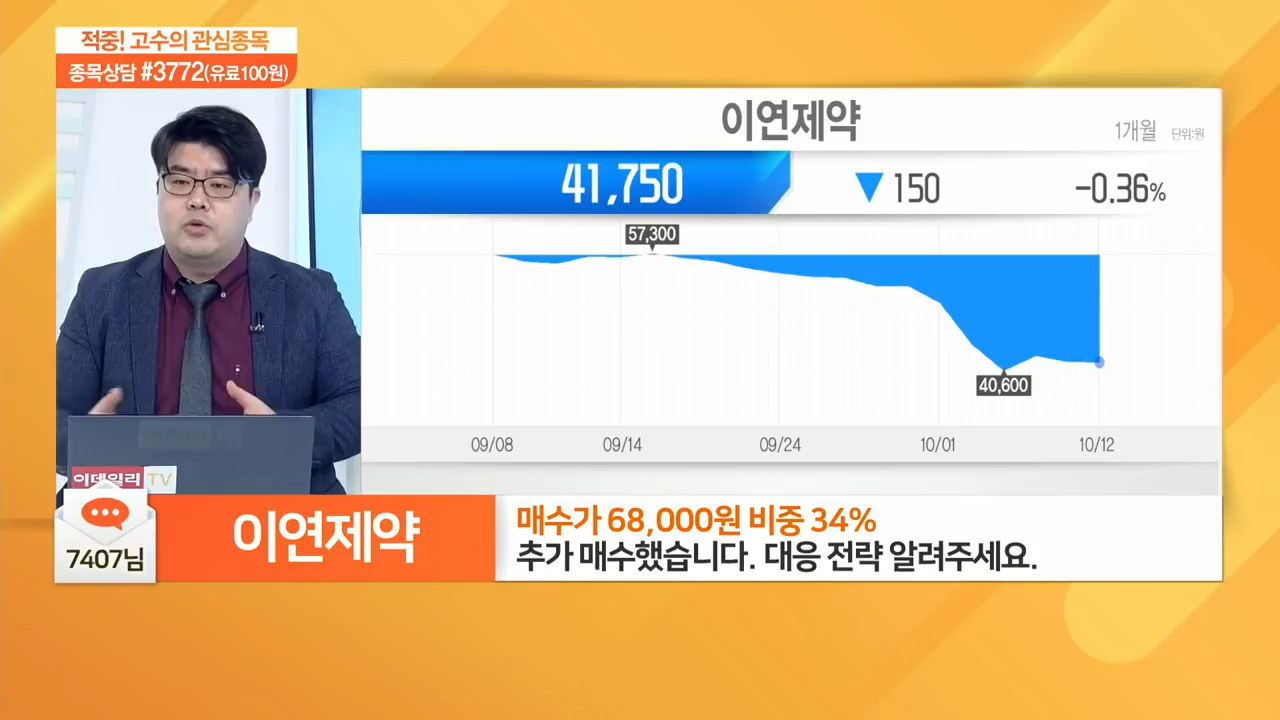 적중! 고수의 관심종목
종목상담 #3772(유료100원)
이연제약
1개월 단위:원
41,750 ▼150 -0.36%
57,300
40,600
09/08 09/14 09/24 10/01 10/12
이데일리 TV
7407님
이연제약
매수가 68,000원 비중 34%
추가 매수했습니다. 대응 전략 알려주세요.